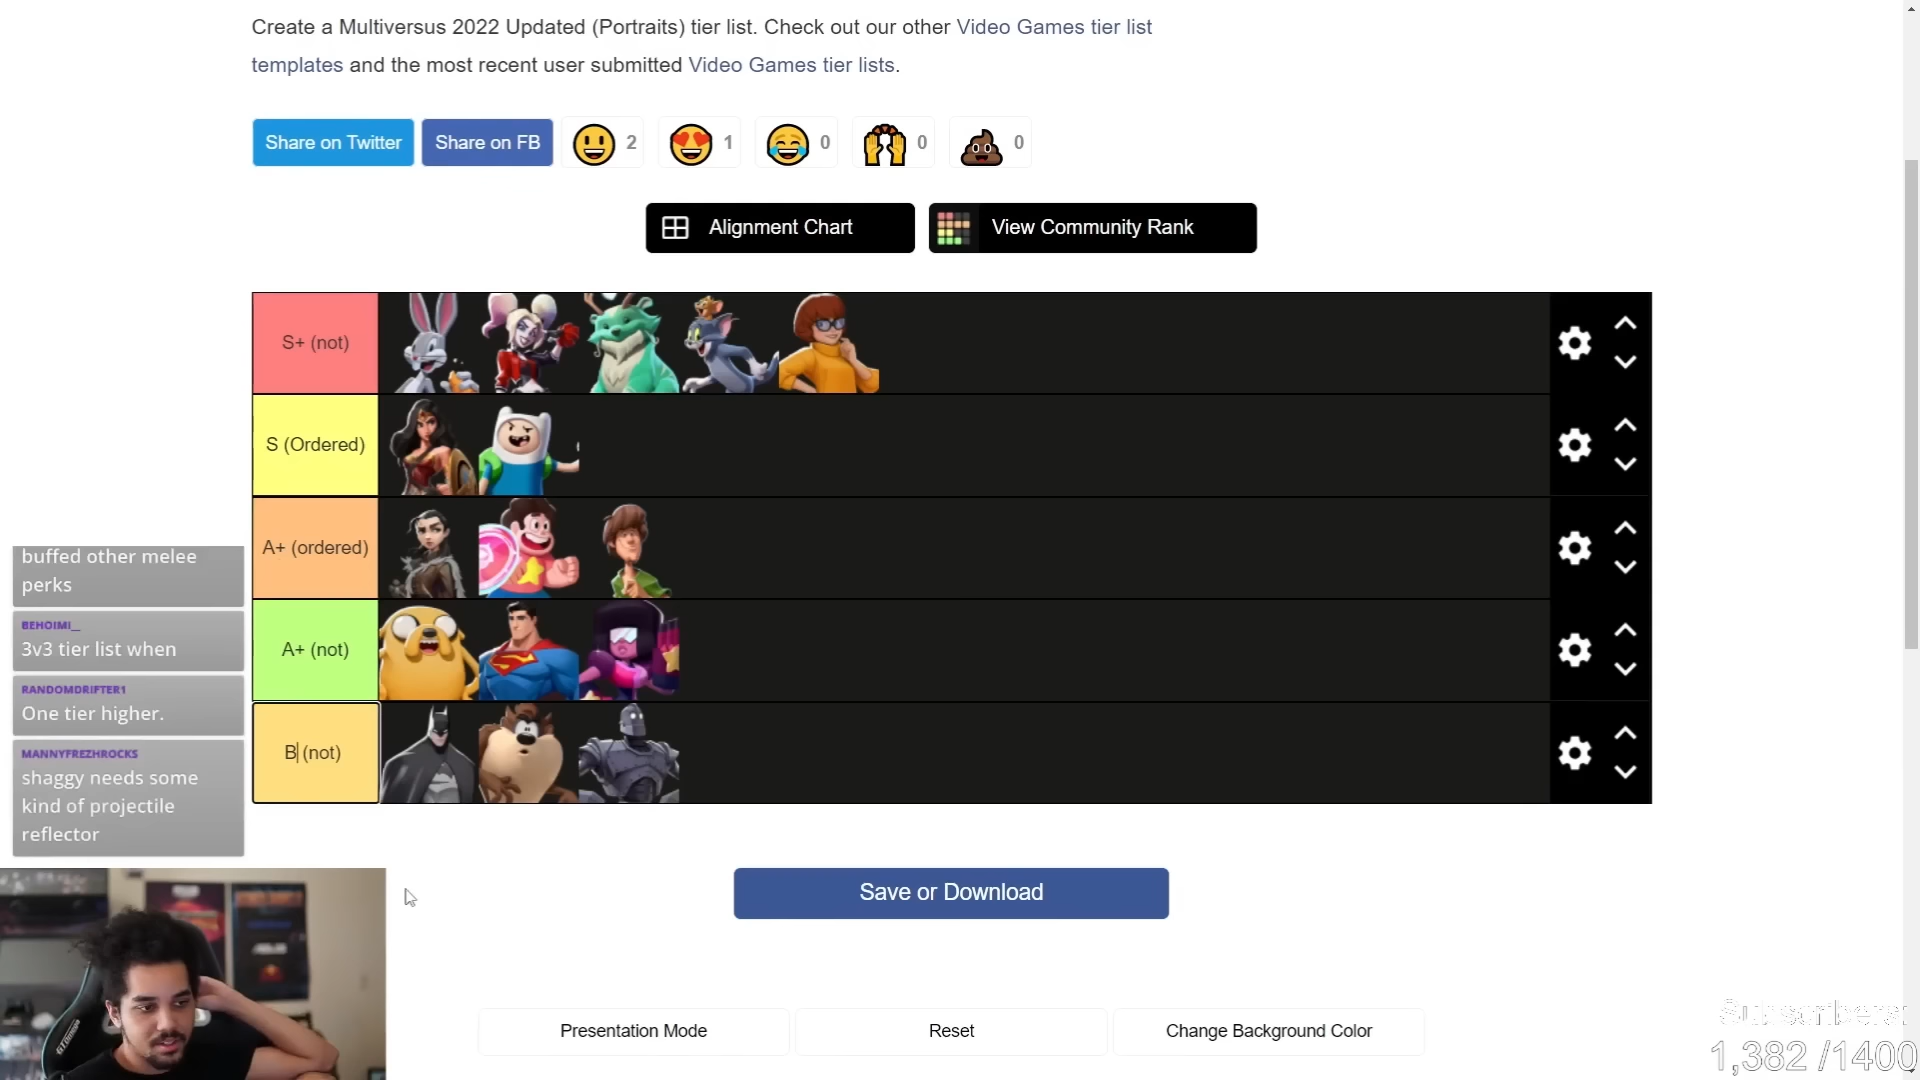 Create a Multiversus 2022 Updated (Portraits) tier list. Check out our other Video Games tier list
templates and the most recent user submitted Video Games tier lists.
Share on Twitter
Share on FB
2
1
0
0
0
Alignment Chart
View Community Rank
S+ (not)
S (Ordered)
A+ (ordered)
A+ (not)
B (not)
buffed other melee
perks
BEHOIMI_
3v3 tier list when
RANDOMDRIFTER1
One tier higher.
MANNYFREZHROCKS
shaggy needs some
kind of projectile
reflector
Save or Download
Presentation Mode
Reset
Change Background Color
Subscribers:
1,382 /1400